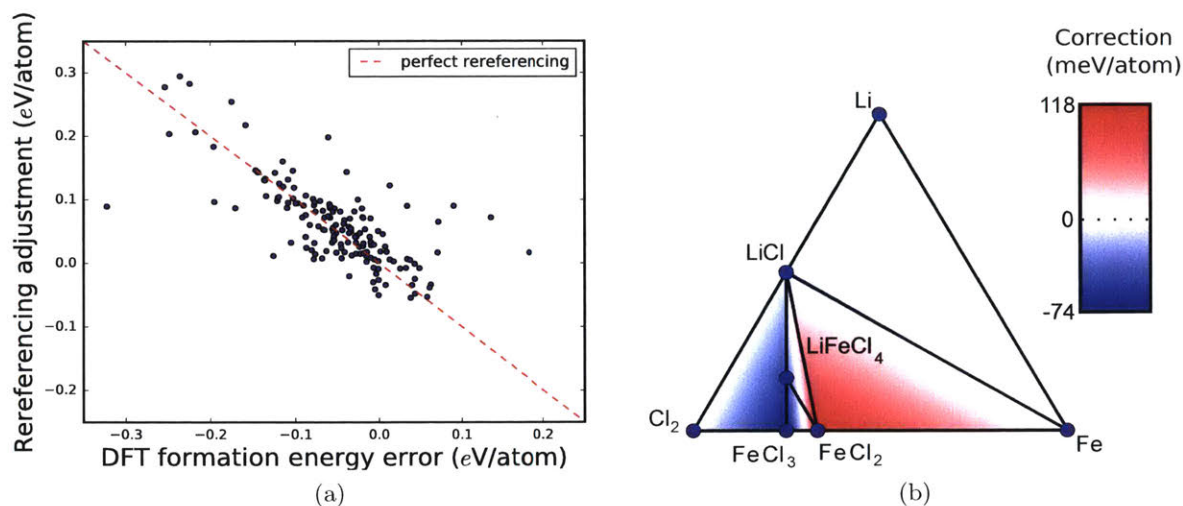 perfect rereferencing
Rereferencing adjustment (eV/atom)
0.3
0.2
0.1
0.0
−0.1
−0.2
−0.3
−0.2
−0.1
0.0
0.1
0.2
DFT formation energy error (eV/atom)
(a)
Correction
(meV/atom)
118
0
-74
Li
LiCl
LiFeCl₄
Cl₂
FeCl₃
FeCl₂
Fe
(b)